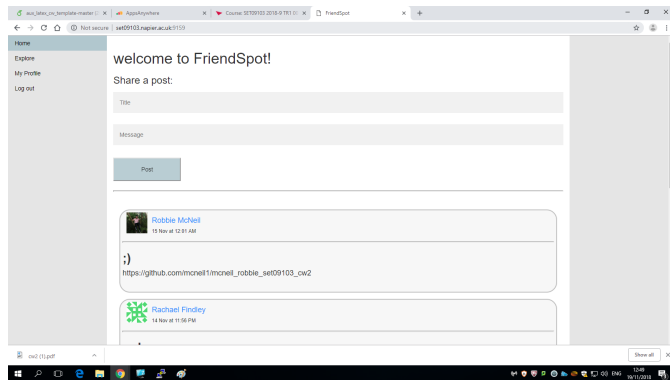 aux_latex_cw_template-master
AppsAnywhere
Course: SET09103 2018-9 TR1
FriendSpot
Not secure | set09103.napier.ac.uk:9159
Home
Explore
My Profile
Log out
welcome to FriendSpot!
Share a post:
Title
Message
Post
Robbie McNeil
15 Nov at 12:01 AM
;)
https://github.com/mcneil1/mcneil_robbie_set09103_cw2
Rachael Findley
14 Nov at 11:56 PM
cw2 (1).pdf
Show all
ENG
12:49
19/11/2018